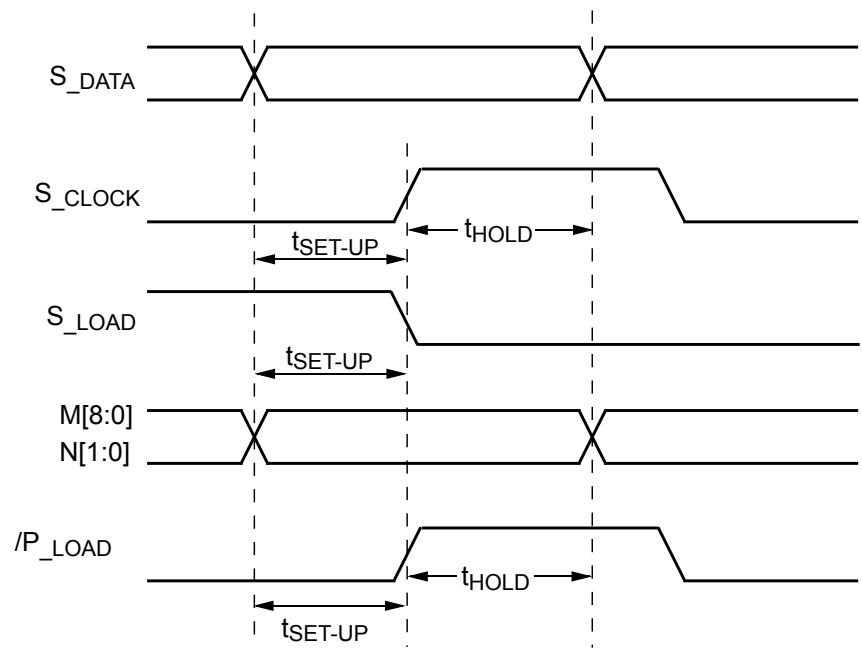 S_DATA
S_CLOCK
tSET-UP
tHOLD
S_LOAD
tSET-UP
M[8:0]
N[1:0]
/P_LOAD
tHOLD
tSET-UP